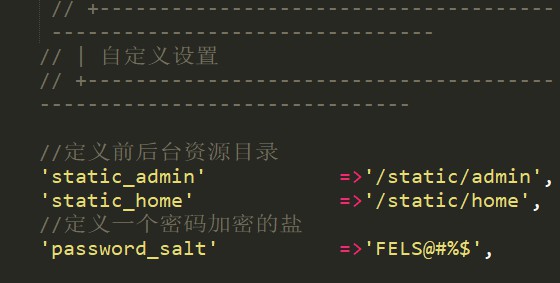 // +---------------------------------------
--------------------------------
// | 自定义设置
// +----------------------------------------
-------------------------------
//定义前后台资源目录
'static_admin' =>'/static/admin',
'static_home' =>'/static/home',
//定义一个密码加密的盐
'password_salt' =>'FELS@#%$',